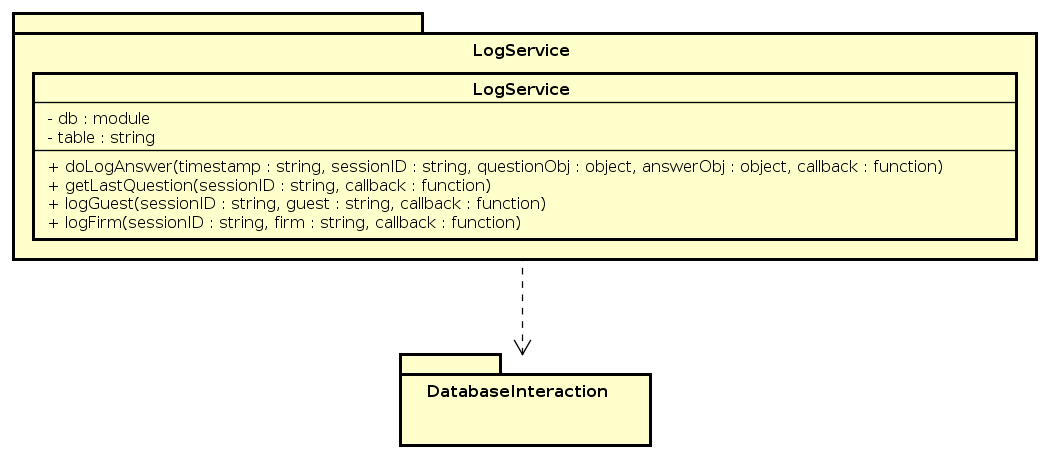 LogService
LogService
- db : module
- table : string
+ doLogAnswer(timestamp : string, sessionID : string, questionObj : object, answerObj : object, callback : function)
+ getLastQuestion(sessionID : string, callback : function)
+ logGuest(sessionID : string, guest : string, callback : function)
+ logFirm(sessionID : string, firm : string, callback : function)
DatabaseInteraction